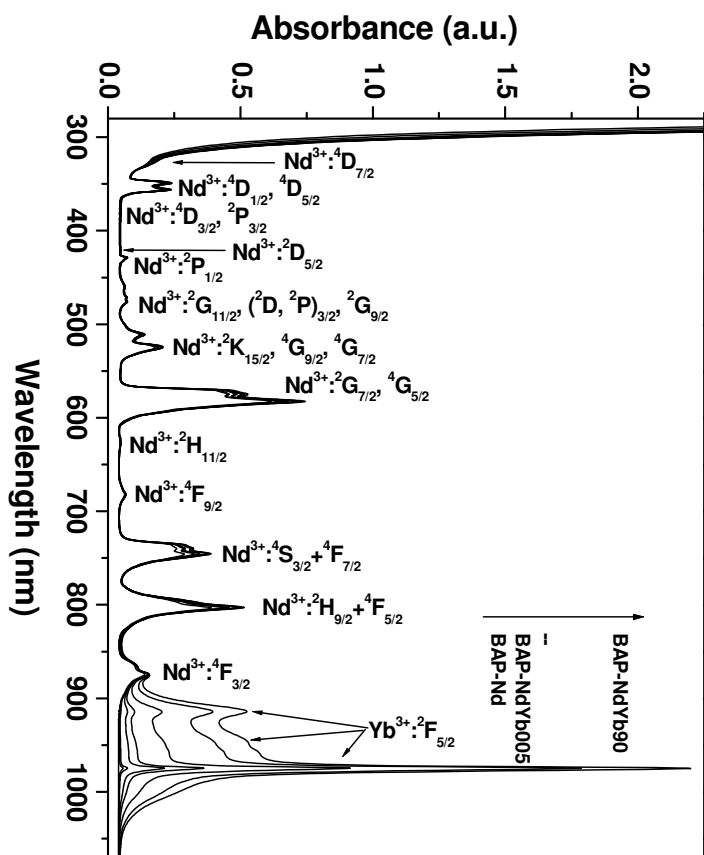 Absorbance (a.u.)
0.0 0.5 1.0 1.5 2.0
300
400
500
600
700
800
900
1000
Wavelength (nm)
Nd³⁺:⁴D₇/₂
Nd³⁺:⁴D₁/₂, ⁴D₅/₂
Nd³⁺:⁴D₃/₂, ²P₃/₂
Nd³⁺:²D₅/₂
Nd³⁺:²P₁/₂
Nd³⁺:²G₁₁/₂, (²D, ²P)₃/₂, ²G₉/₂
Nd³⁺:²K₁₅/₂, ⁴G₉/₂, ⁴G₇/₂
Nd³⁺:²G₇/₂, ⁴G₅/₂
Nd³⁺:²H₁₁/₂
Nd³⁺:⁴F₉/₂
Nd³⁺:⁴S₃/₂+⁴F₇/₂
Nd³⁺:²H₉/₂+⁴F₅/₂
Nd³⁺:⁴F₃/₂
Yb³⁺:²F₅/₂
BAP-NdYb90
--
BAP-NdYb005
BAP-Nd